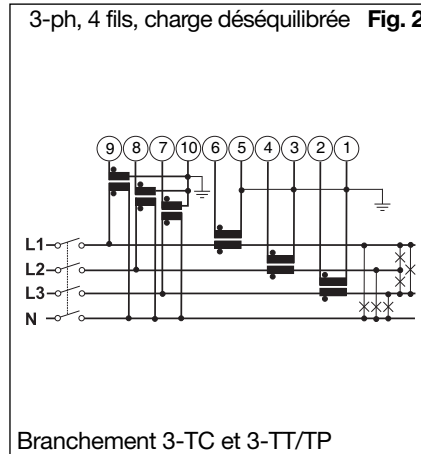 3-ph, 4 fils, charge déséquilibrée Fig. 2
9 8 7 10 6 5 4 3 2 1
L1
L2
L3
N
Branchement 3-TC et 3-TT/TP